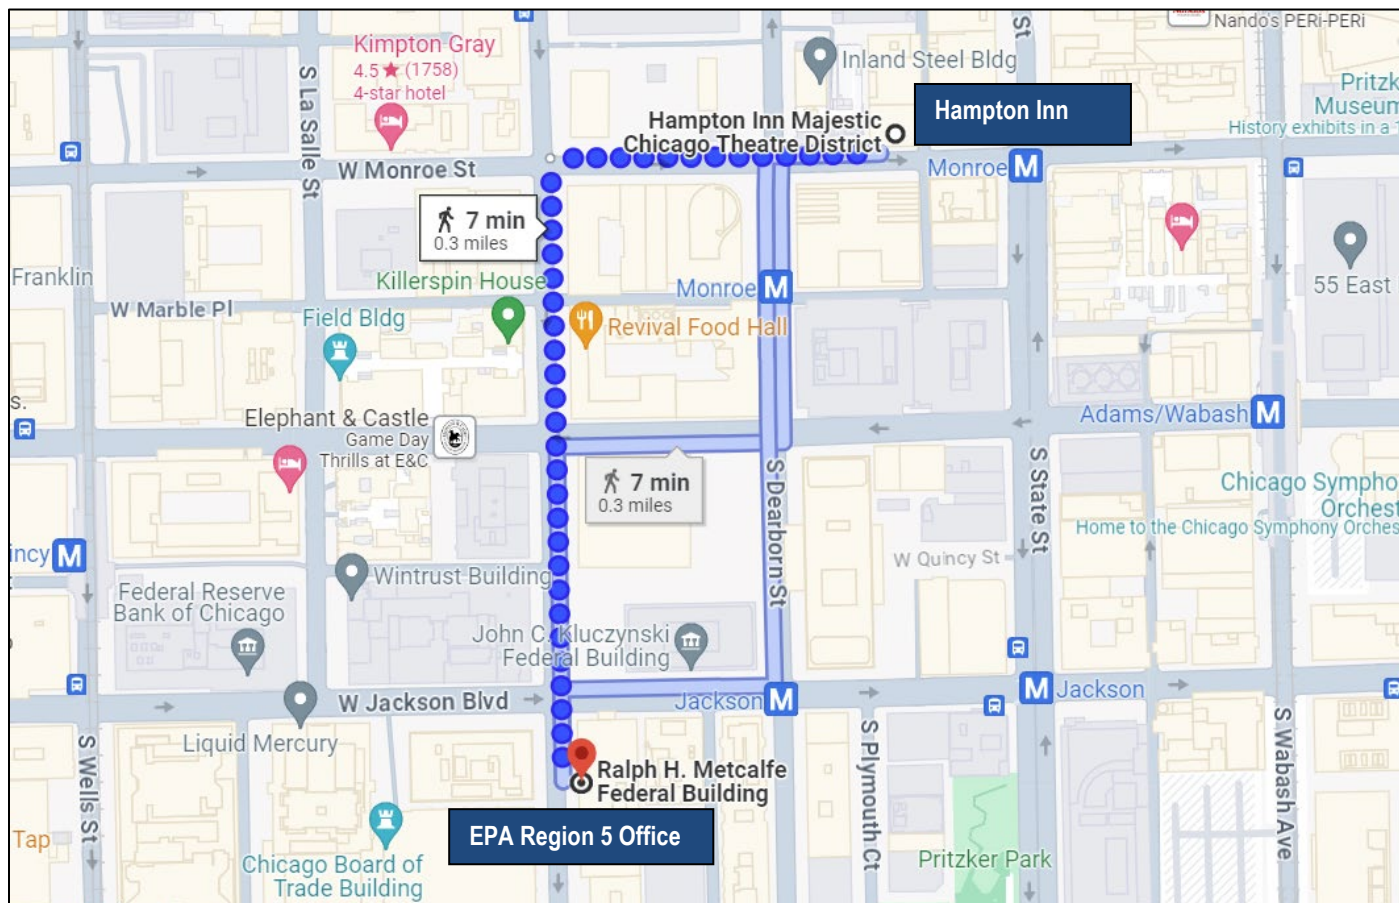 Nando's PERi-PERi
St
Kimpton Gray
4.5 ★ (1758)
4-star hotel
S La Salle St
Inland Steel Bldg
Hampton Inn
Pritzk
Museum
History exhibits in a 1
Hampton Inn Majestic
Chicago Theatre District
W Monroe St
Monroe M
7 min
0.3 miles
Franklin
Killerspin House
Monroe M
55 East
W Marble Pl
Field Bldg
Revival Food Hall
s.
Elephant & Castle
Game Day
Thrills at E&C
Adams/Wabash M
7 min
0.3 miles
S Dearborn St
S State St
Chicago Sympho
Orchest
Home to the Chicago Symphony Orches
incy M
W Quincy St
Wintrust Building
Federal Reserve
Bank of Chicago
John C. Kluczynski
Federal Building
W Jackson Blvd
Jackson M
M Jackson
Liquid Mercury
S Wells St
S Plymouth Ct
S Wabash Ave
Ralph H. Metcalfe
Federal Building
EPA Region 5 Office
Tap
Chicago Board of
Trade Building
Pritzker Park